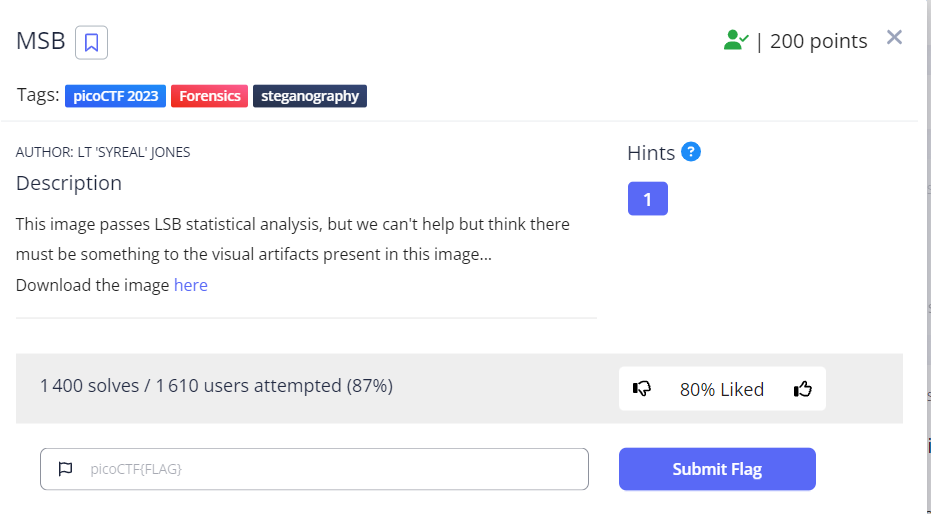 MSB | 200 points ×
Tags: picoCTF 2023 Forensics steganography
AUTHOR: LT 'SYREAL' JONES
Description
This image passes LSB statistical analysis, but we can't help but think there
must be something to the visual artifacts present in this image...
Download the image here
Hints ?
1
1 400 solves / 1 610 users attempted (87%)
80% Liked
picoCTF{FLAG}
Submit Flag